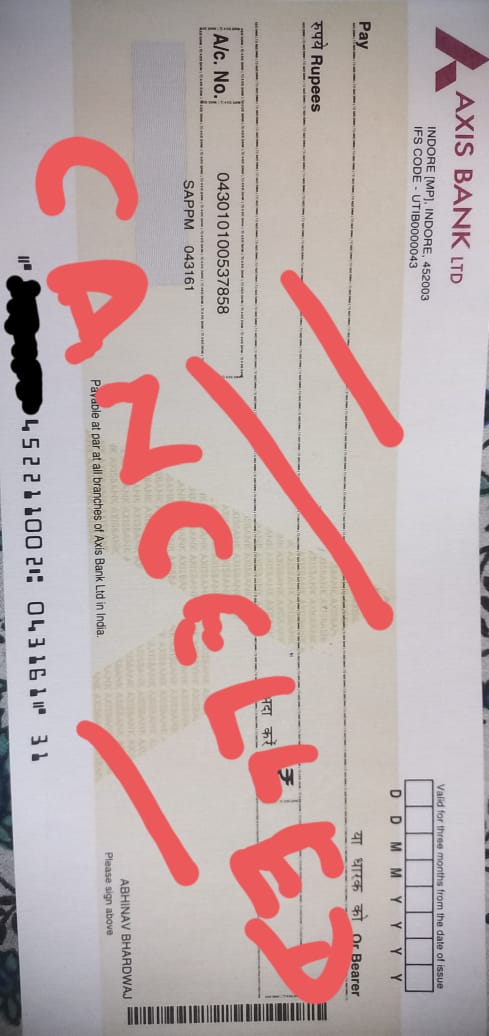 AXIS BANK LTD
INDORE [MP], INDORE, 452003
IFS CODE - UTIB0000043
Valid for three months from the date of issue
D D M M Y Y Y Y
Pay
या धारक को Or Bearer
रुपये Rupees
अदा करें ₹
A/c. No. 043010100537858
SAPPM 043161
CANCELLED
ABHINAV BHARDWAJ
Please sign above
Payable at par at all branches of Axis Bank Ltd in India.
452211002⑆ 043161⑈ 31